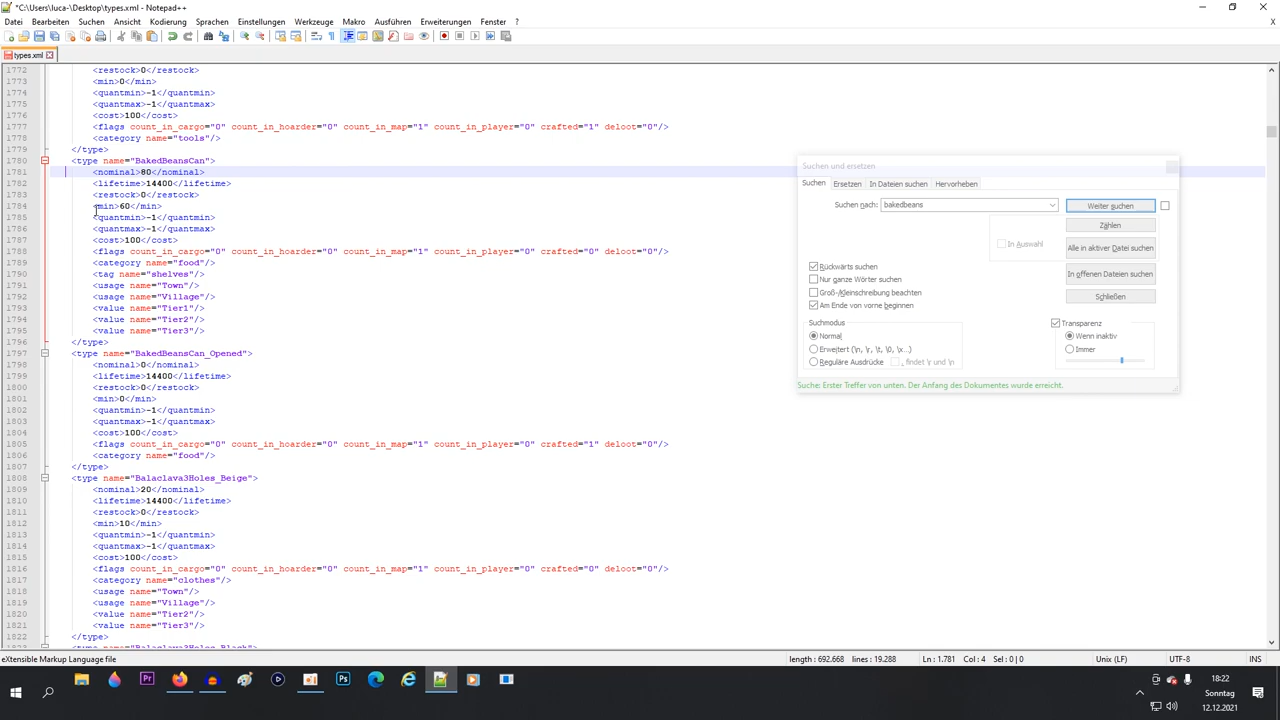 *C:\Users\luca-\Desktop\types.xml - Notepad++
Datei Bearbeiten Suchen Ansicht Kodierung Sprachen Einstellungen Werkzeuge Makro Ausführen Erweiterungen Fenster ?
types.xml
1772 <restock>0</restock>
1773 <min>0</min>
1774 <quantmin>-1</quantmin>
1775 <quantmax>-1</quantmax>
1776 <cost>100</cost>
1777 <flags count_in_cargo="0" count_in_hoarder="0" count_in_map="1" count_in_player="0" crafted="1" deloot="0"/>
1778 <category name="tools"/>
1779 </type>
1780 <type name="BakedBeansCan">
1781 <nominal>80</nominal>
1782 <lifetime>14400</lifetime>
1783 <restock>0</restock>
1784 <min>60</min>
1785 <quantmin>-1</quantmin>
1786 <quantmax>-1</quantmax>
1787 <cost>100</cost>
1788 <flags count_in_cargo="0" count_in_hoarder="0" count_in_map="1" count_in_player="0" crafted="0" deloot="0"/>
1789 <category name="food"/>
1790 <tag name="shelves"/>
1791 <usage name="Town"/>
1792 <usage name="Village"/>
1793 <value name="Tier1"/>
1794 <value name="Tier2"/>
1795 <value name="Tier3"/>
1796 </type>
1797 <type name="BakedBeansCan_Opened">
1798 <nominal>0</nominal>
1799 <lifetime>14400</lifetime>
1800 <restock>0</restock>
1801 <min>0</min>
1802 <quantmin>-1</quantmin>
1803 <quantmax>-1</quantmax>
1804 <cost>100</cost>
1805 <flags count_in_cargo="0" count_in_hoarder="0" count_in_map="1" count_in_player="0" crafted="1" deloot="0"/>
1806 <category name="food"/>
1807 </type>
1808 <type name="Balaclava3Holes_Beige">
1809 <nominal>20</nominal>
1810 <lifetime>14400</lifetime>
1811 <restock>0</restock>
1812 <min>10</min>
1813 <quantmin>-1</quantmin>
1814 <quantmax>-1</quantmax>
1815 <cost>100</cost>
1816 <flags count_in_cargo="0" count_in_hoarder="0" count_in_map="1" count_in_player="0" crafted="0" deloot="0"/>
1817 <category name="clothes"/>
1818 <usage name="Town"/>
1819 <usage name="Village"/>
1820 <value name="Tier2"/>
1821 <value name="Tier3"/>
1822 </type>
1823 <type name="Balaclava3Holes_Black">
Suchen und ersetzen
Suchen Ersetzen In Dateien suchen Hervorheben
Suchen nach: bakedbeans Weiter suchen
Zählen
In Auswahl Alle in aktiver Datei suchen
Rückwärts suchen In offenen Dateien suchen
Nur ganze Wörter suchen
Groß-/Kleinschreibung beachten Schließen
Am Ende von vorne beginnen
Suchmodus Transparenz
Normal Wenn inaktiv
Erweitert (\n, \r, \t, \0, \x...) Immer
Reguläre Ausdrücke . findet \r und \n
Suche: Erster Treffer von unten. Der Anfang des Dokumentes wurde erreicht.
eXtensible Markup Language file length : 692.668 lines : 19.288 Ln : 1.781 Col : 4 Sel : 0 | 0 Unix (LF) UTF-8 INS
Pr Ps
18:22
Sonntag
12.12.2021